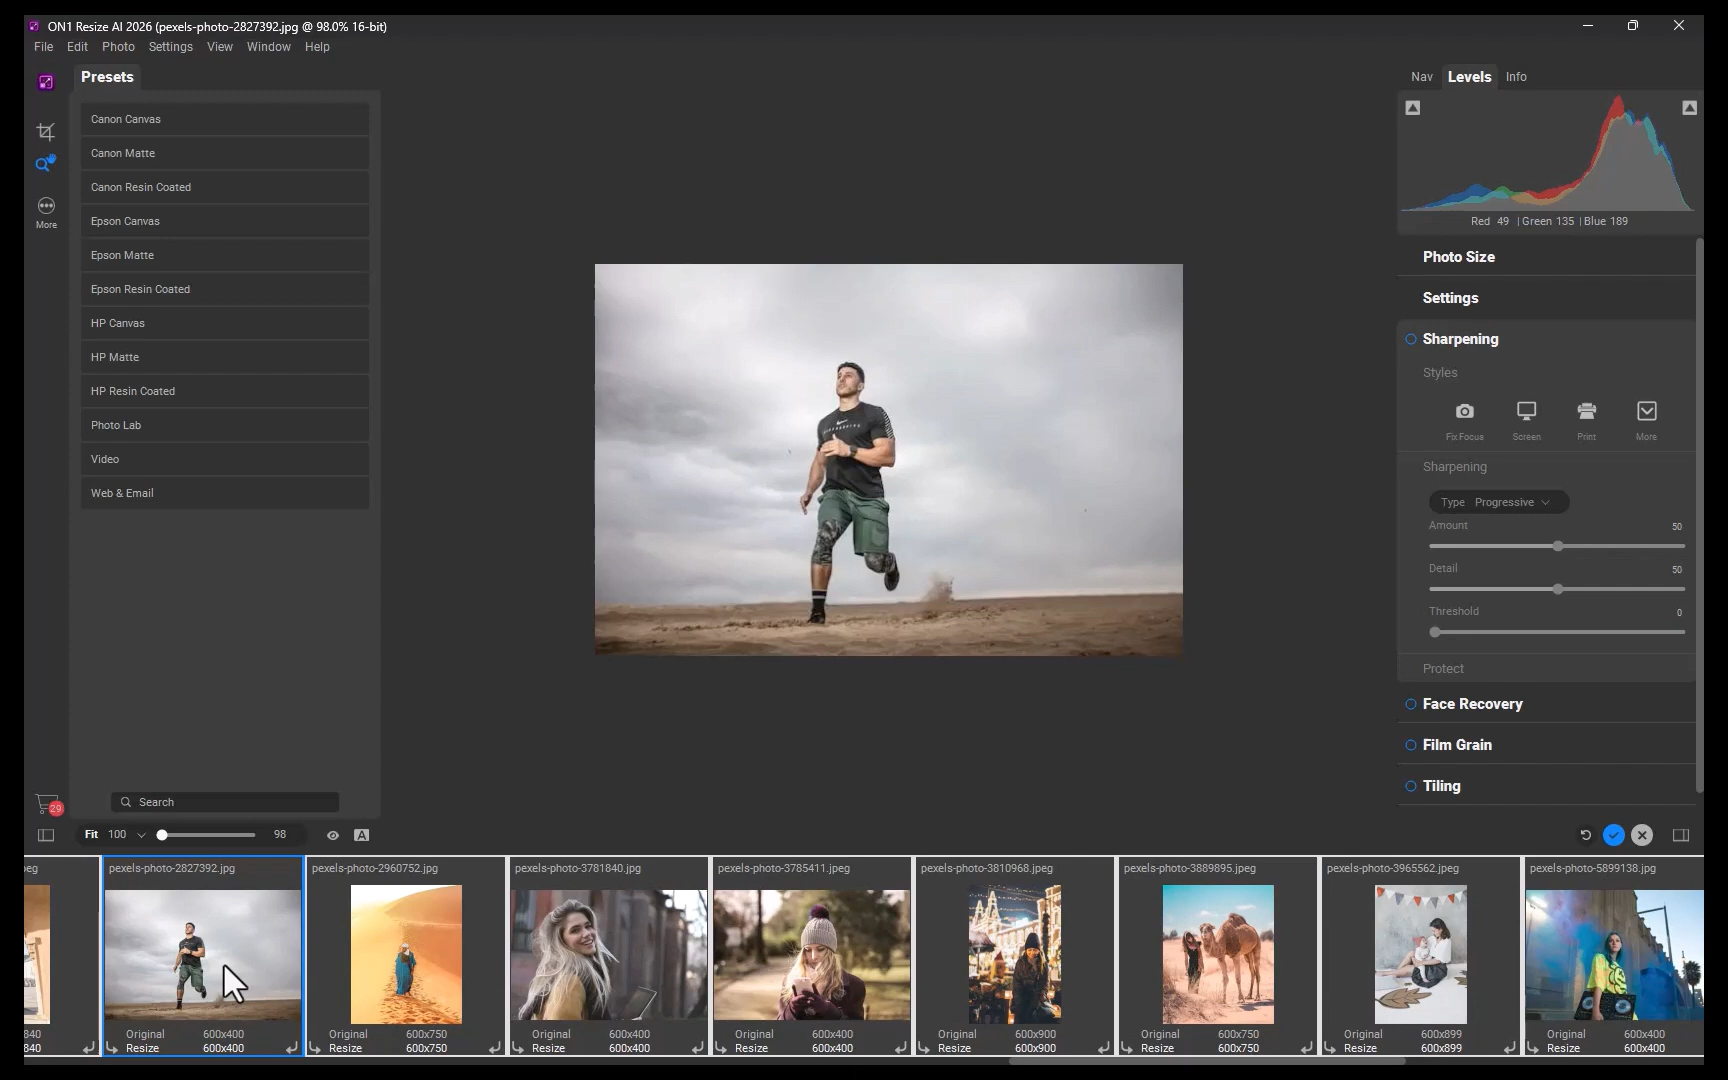 ON1 Resize AI 2026 (pexels-photo-2827392.jpg @ 98.0% 16-bit)
File Edit Photo Settings View Window Help
Presets
Canon Canvas
Canon Matte
Canon Resin Coated
Epson Canvas
Epson Matte
Epson Resin Coated
HP Canvas
HP Matte
HP Resin Coated
Photo Lab
Video
Web & Email
More
29
Search
Fit 100 98
A
Nav Levels Info
Red 49 | Green 135 | Blue 189
Photo Size
Settings
Sharpening
Styles
Fix Focus Screen Print More
Sharpening
Type Progressive
Amount 50
Detail 50
Threshold 0
Protect
Face Recovery
Film Grain
Tiling
eg
840
840
pexels-photo-2827392.jpg
Original 600x400
Resize 600x400
pexels-photo-2960752.jpg
Original 600x750
Resize 600x750
pexels-photo-3781840.jpg
Original 600x400
Resize 600x400
pexels-photo-3785411.jpeg
Original 600x400
Resize 600x400
pexels-photo-3810968.jpeg
Original 600x900
Resize 600x900
pexels-photo-3889895.jpeg
Original 600x750
Resize 600x750
pexels-photo-3965562.jpeg
Original 600x899
Resize 600x899
pexels-photo-5899138.jpg
Original 600x400
Resize 600x400